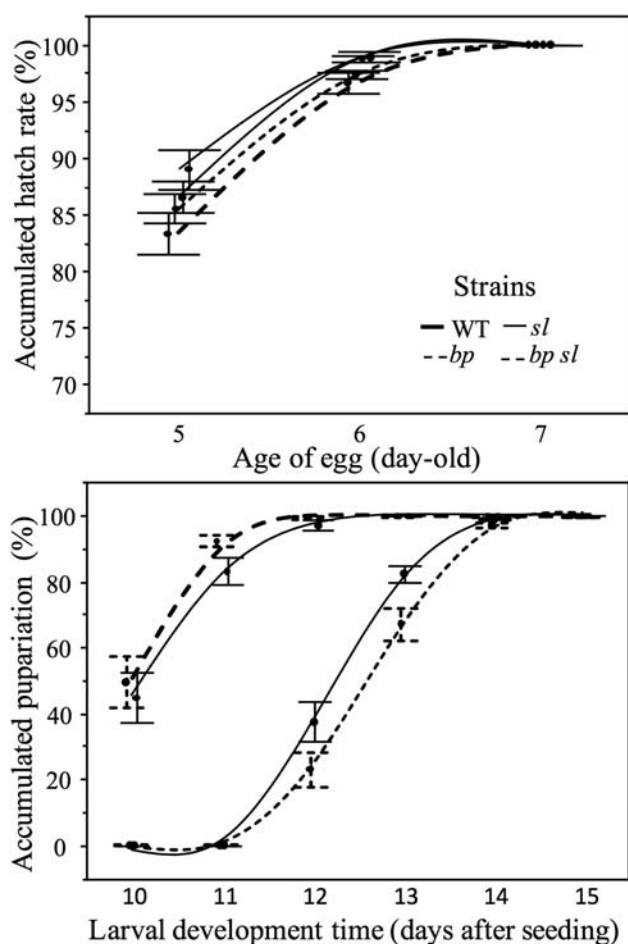 Accumulated hatch rate (%)
100
95
90
85
80
75
70
Strains
WT sl
bp bp sl
5 6 7
Age of egg (day-old)
Accumulated pupariation (%)
100
80
60
40
20
0
10 11 12 13 14 15
Larval development time (days after seeding)